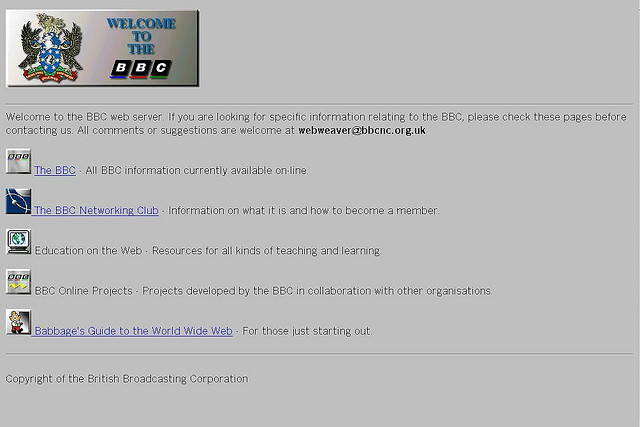 WELCOME
TO
THE
BBC
Welcome to the BBC web server. If you are looking for specific information relating to the BBC, please check these pages before
contacting us. All comments or suggestions are welcome at webweaver@bbcnc.org.uk
BBC The BBC - All BBC information currently available on-line.
The BBC Networking Club - Information on what it is and how to become a member.
Education on the Web - Resources for all kinds of teaching and learning.
BBC BBC Online Projects - Projects developed by the BBC in collaboration with other organisations.
Babbage's Guide to the World Wide Web - For those just starting out.
Copyright of the British Broadcasting Corporation